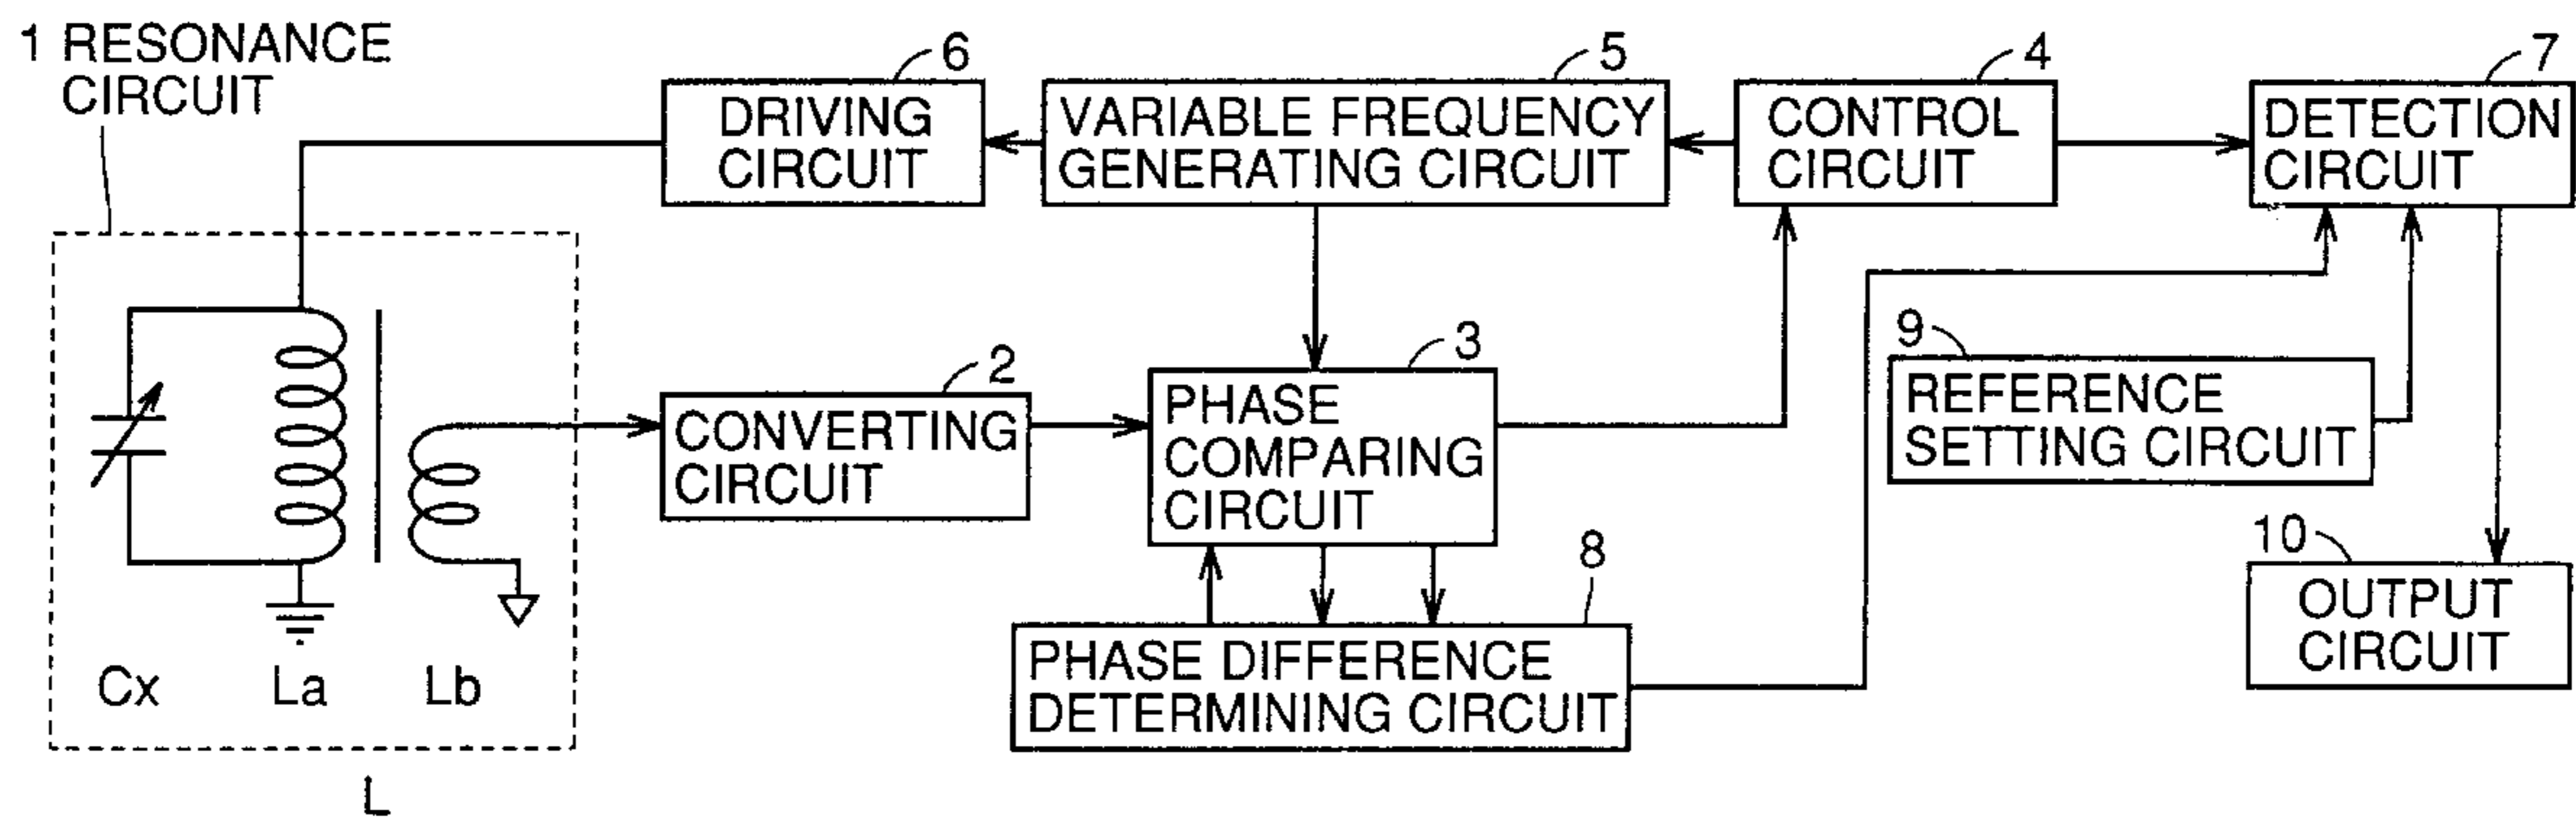 1 RESONANCE
CIRCUIT
6
DRIVING
CIRCUIT
5
VARIABLE FREQUENCY
GENERATING CIRCUIT
4
CONTROL
CIRCUIT
7
DETECTION
CIRCUIT
2
CONVERTING
CIRCUIT
3
PHASE
COMPARING
CIRCUIT
9
REFERENCE
SETTING CIRCUIT
8
PHASE DIFFERENCE
DETERMINING CIRCUIT
10
OUTPUT
CIRCUIT
Cx
La
Lb
L